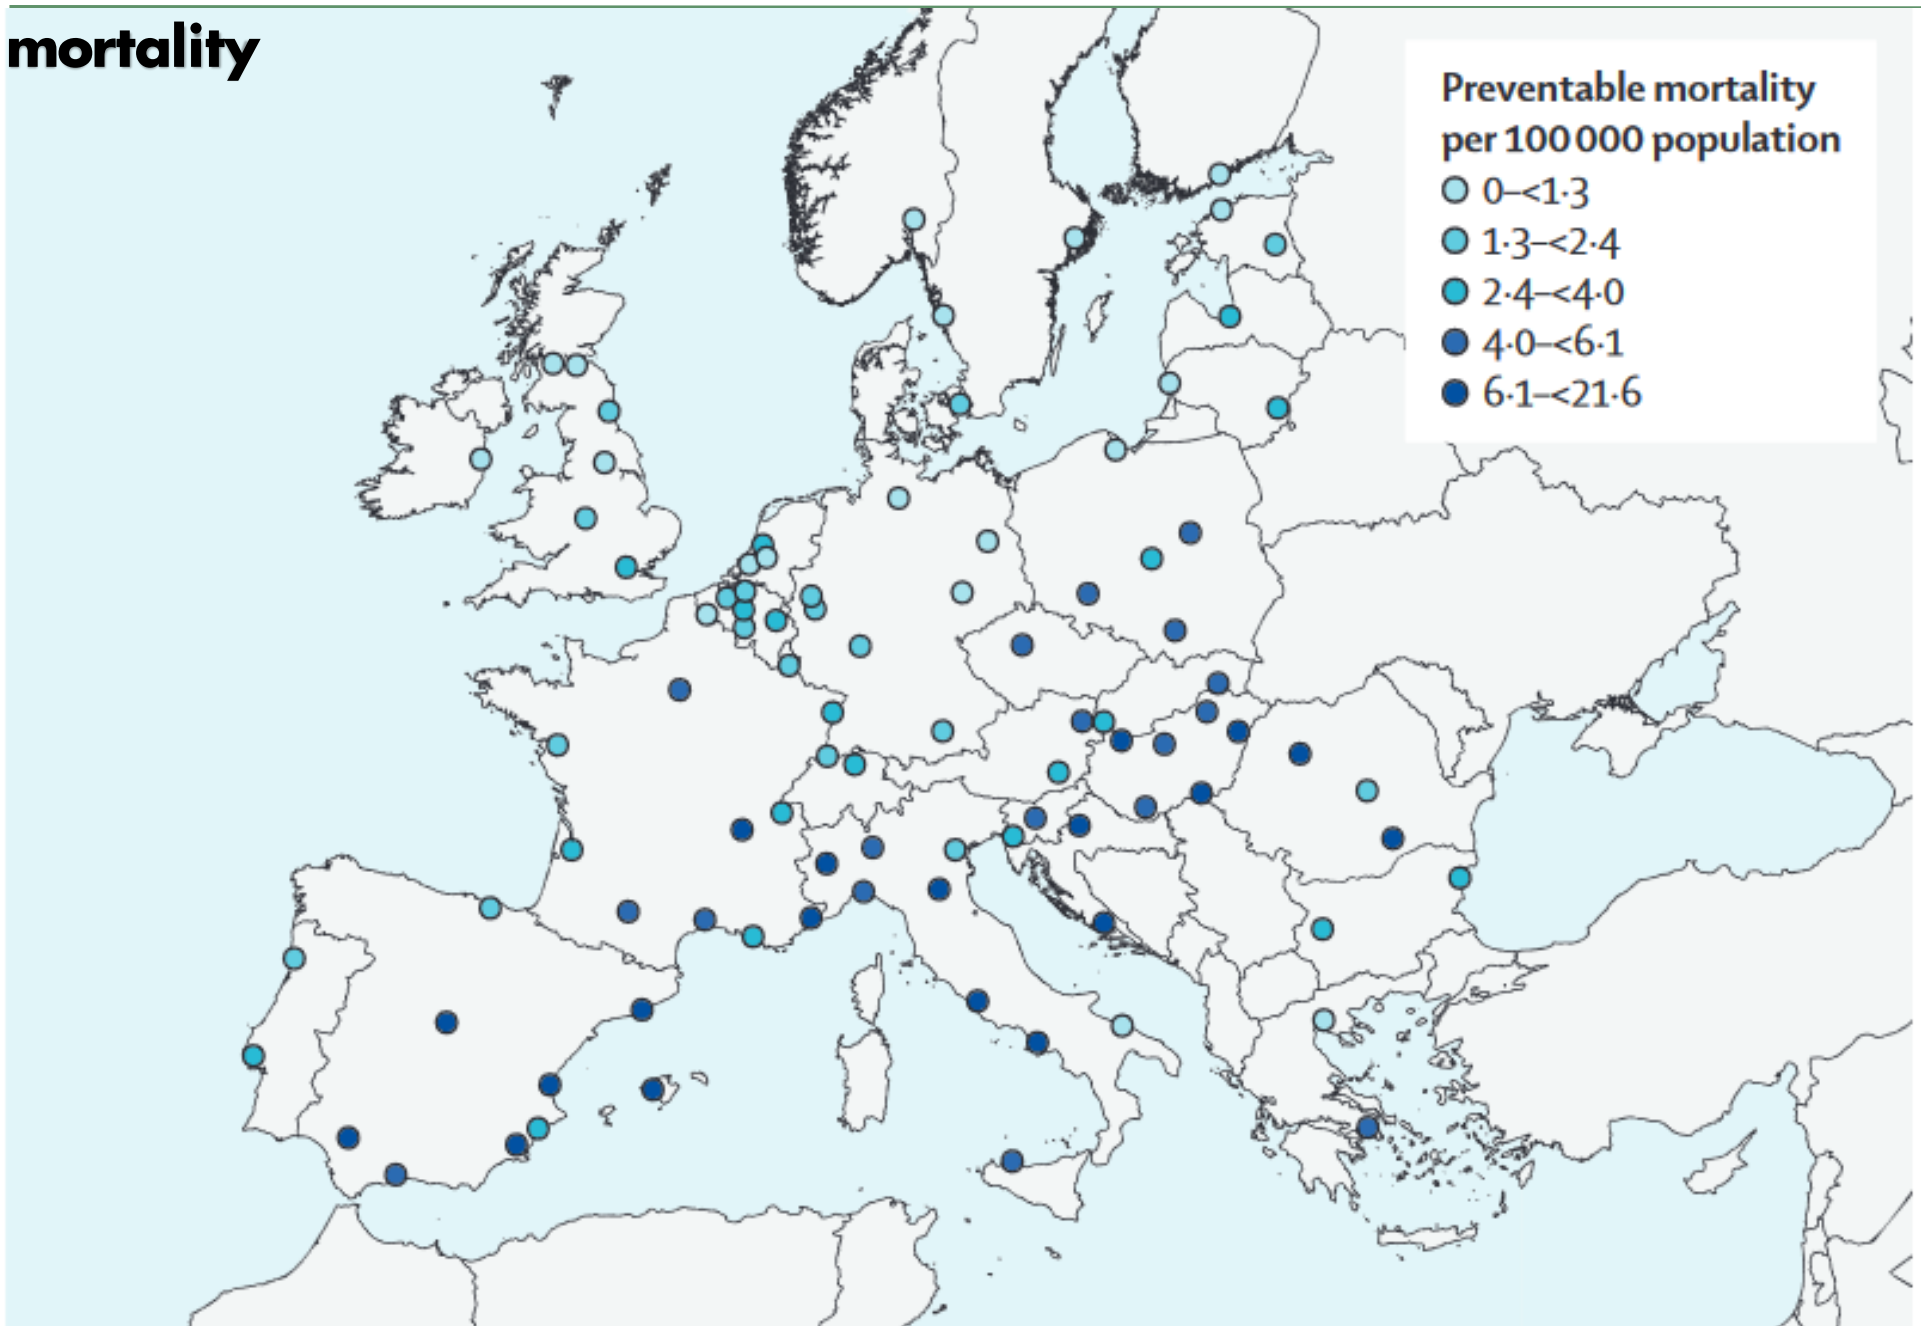 mortality
Preventable mortality
per 100 000 population
0–<1·3
1·3–<2·4
2·4–<4·0
4·0–<6·1
6·1–<21·6